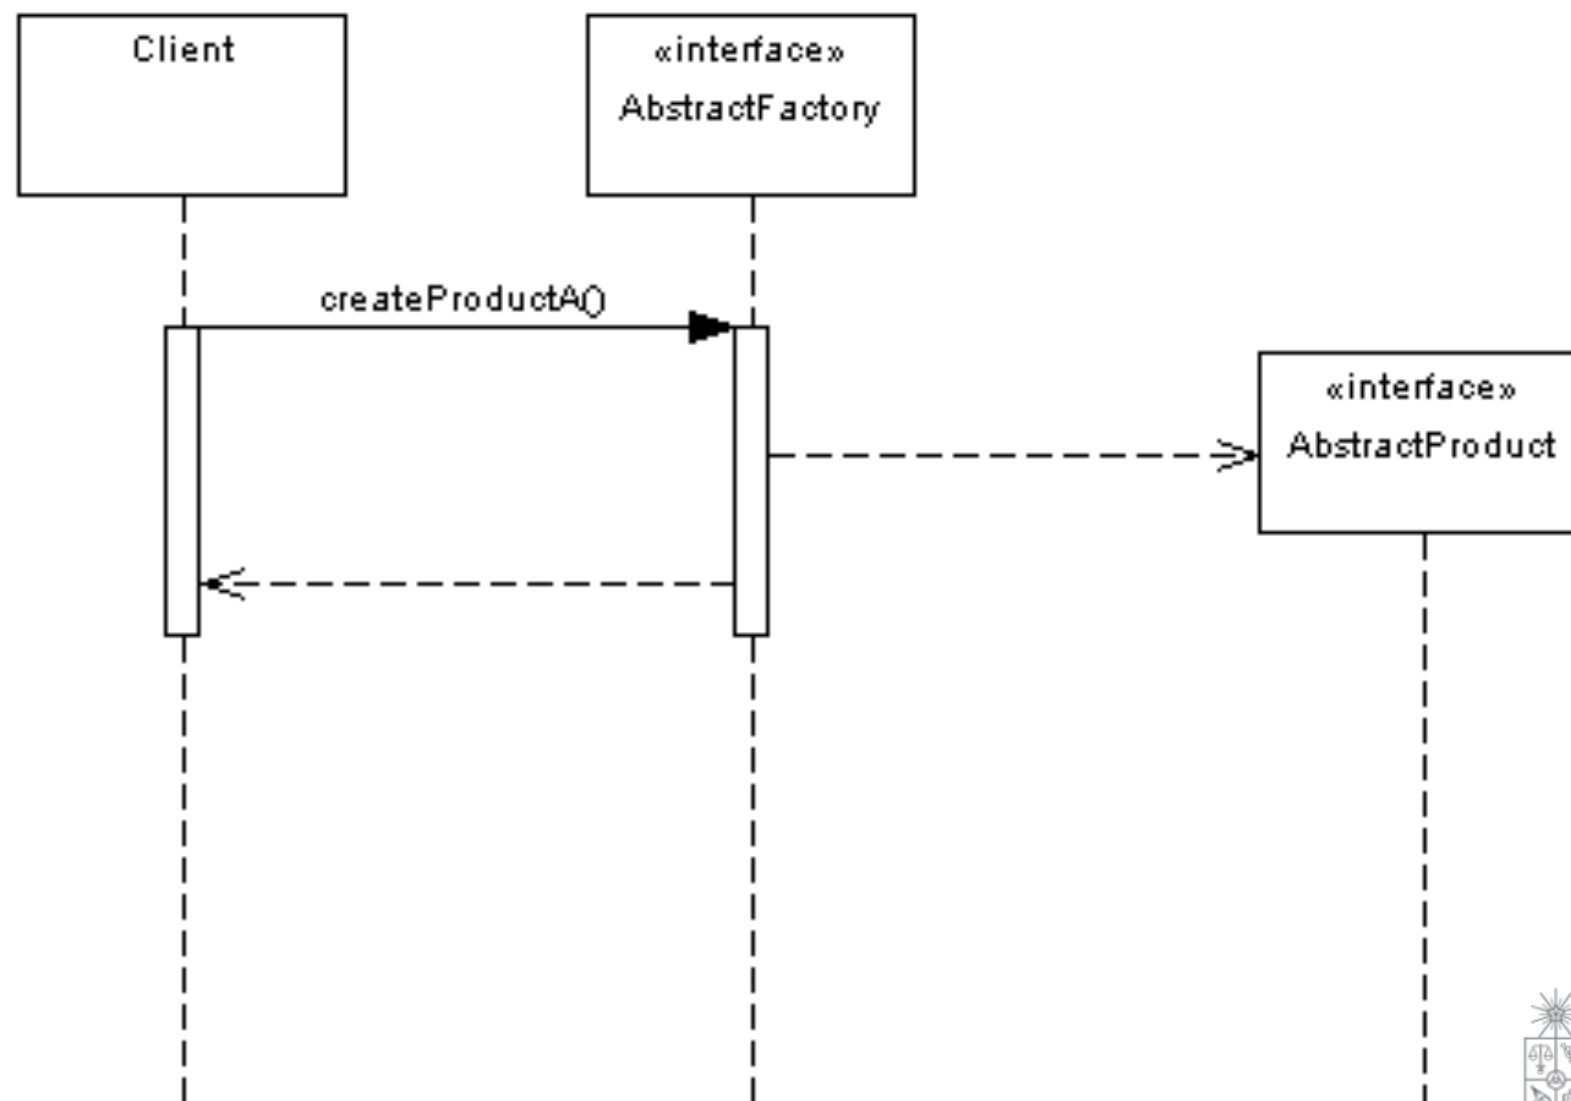 Client
«interface»
AbstractFactory
createProductA()
«interface»
AbstractProduct